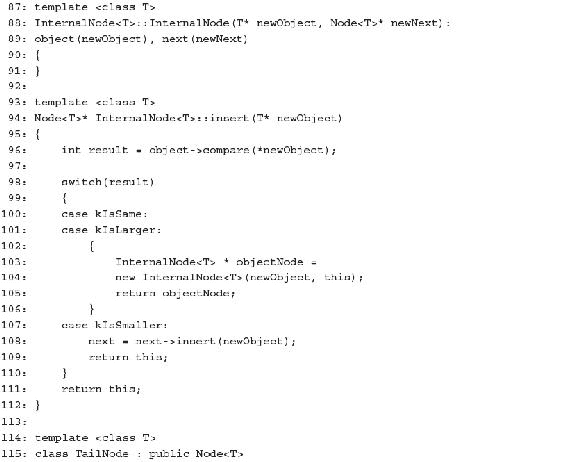 87: template <class T>
88: InternalNode<T>::InternalNode(T* newObject, Node<T>* newNext):
89: object(newObject), next(newNext)
90: {
91: }
92:
93: template <class T>
94: Node<T>* InternalNode<T>::insert(T* newObject)
95: {
96:     int result = object->compare(*newObject);
97:
98:     switch(result)
99:     {
100:     case kIsSame:
101:     case kIsLarger:
102:         {
103:             InternalNode<T> * objectNode =
104:             new InternalNode<T>(newObject, this);
105:             return objectNode;
106:         }
107:     case kIsSmaller:
108:         next = next->insert(newObject);
109:         return this;
110:     }
111:     return this;
112: }
113:
114: template <class T>
115: class TailNode : public Node<T>